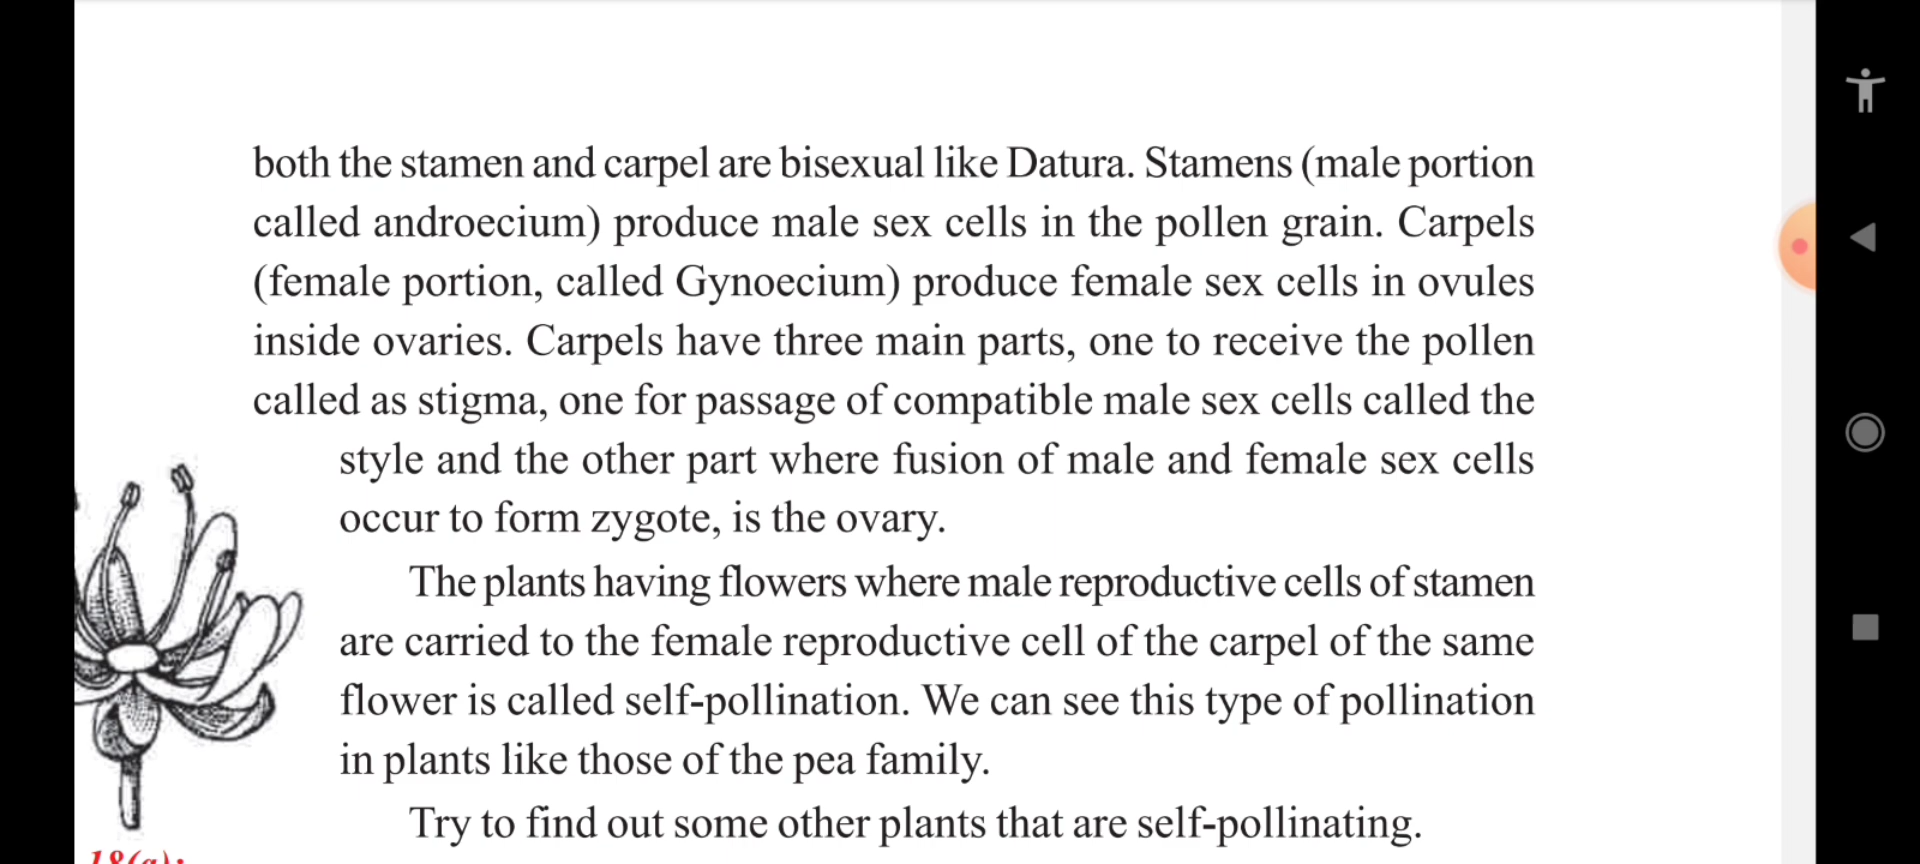 both the stamen and carpel are bisexual like Datura. Stamens (male portion
called androecium) produce male sex cells in the pollen grain. Carpels
(female portion, called Gynoecium) produce female sex cells in ovules
inside ovaries. Carpels have three main parts, one to receive the pollen
called as stigma, one for passage of compatible male sex cells called the
style and the other part where fusion of male and female sex cells
occur to form zygote, is the ovary.
The plants having flowers where male reproductive cells of stamen
are carried to the female reproductive cell of the carpel of the same
flower is called self-pollination. We can see this type of pollination
in plants like those of the pea family.
Try to find out some other plants that are self-pollinating.
18(a):